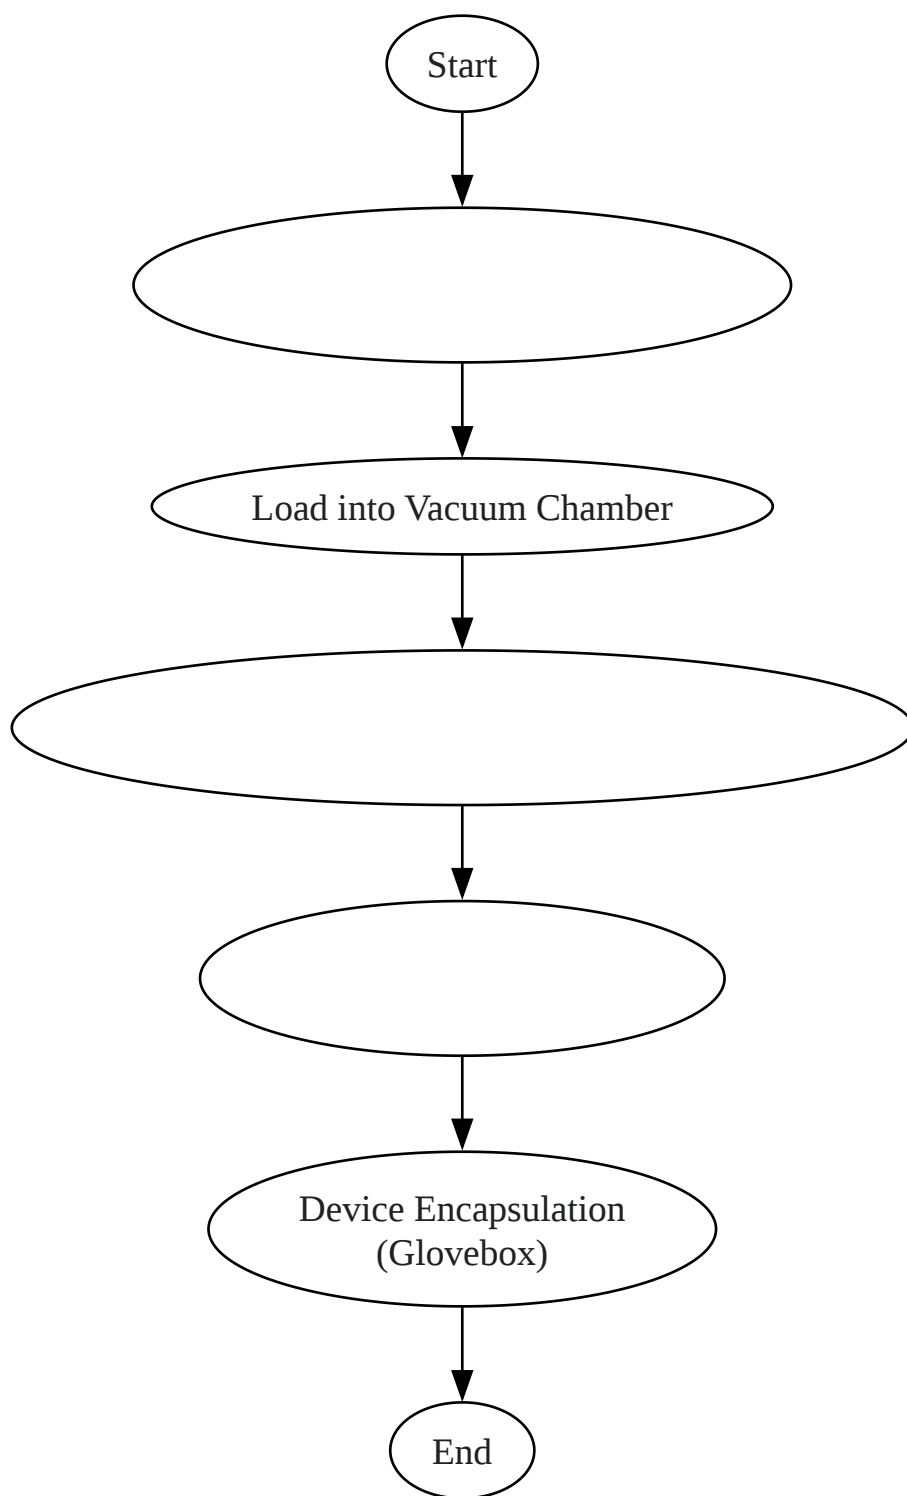 Start
Load into Vacuum Chamber
Device Encapsulation
(Glovebox)
End